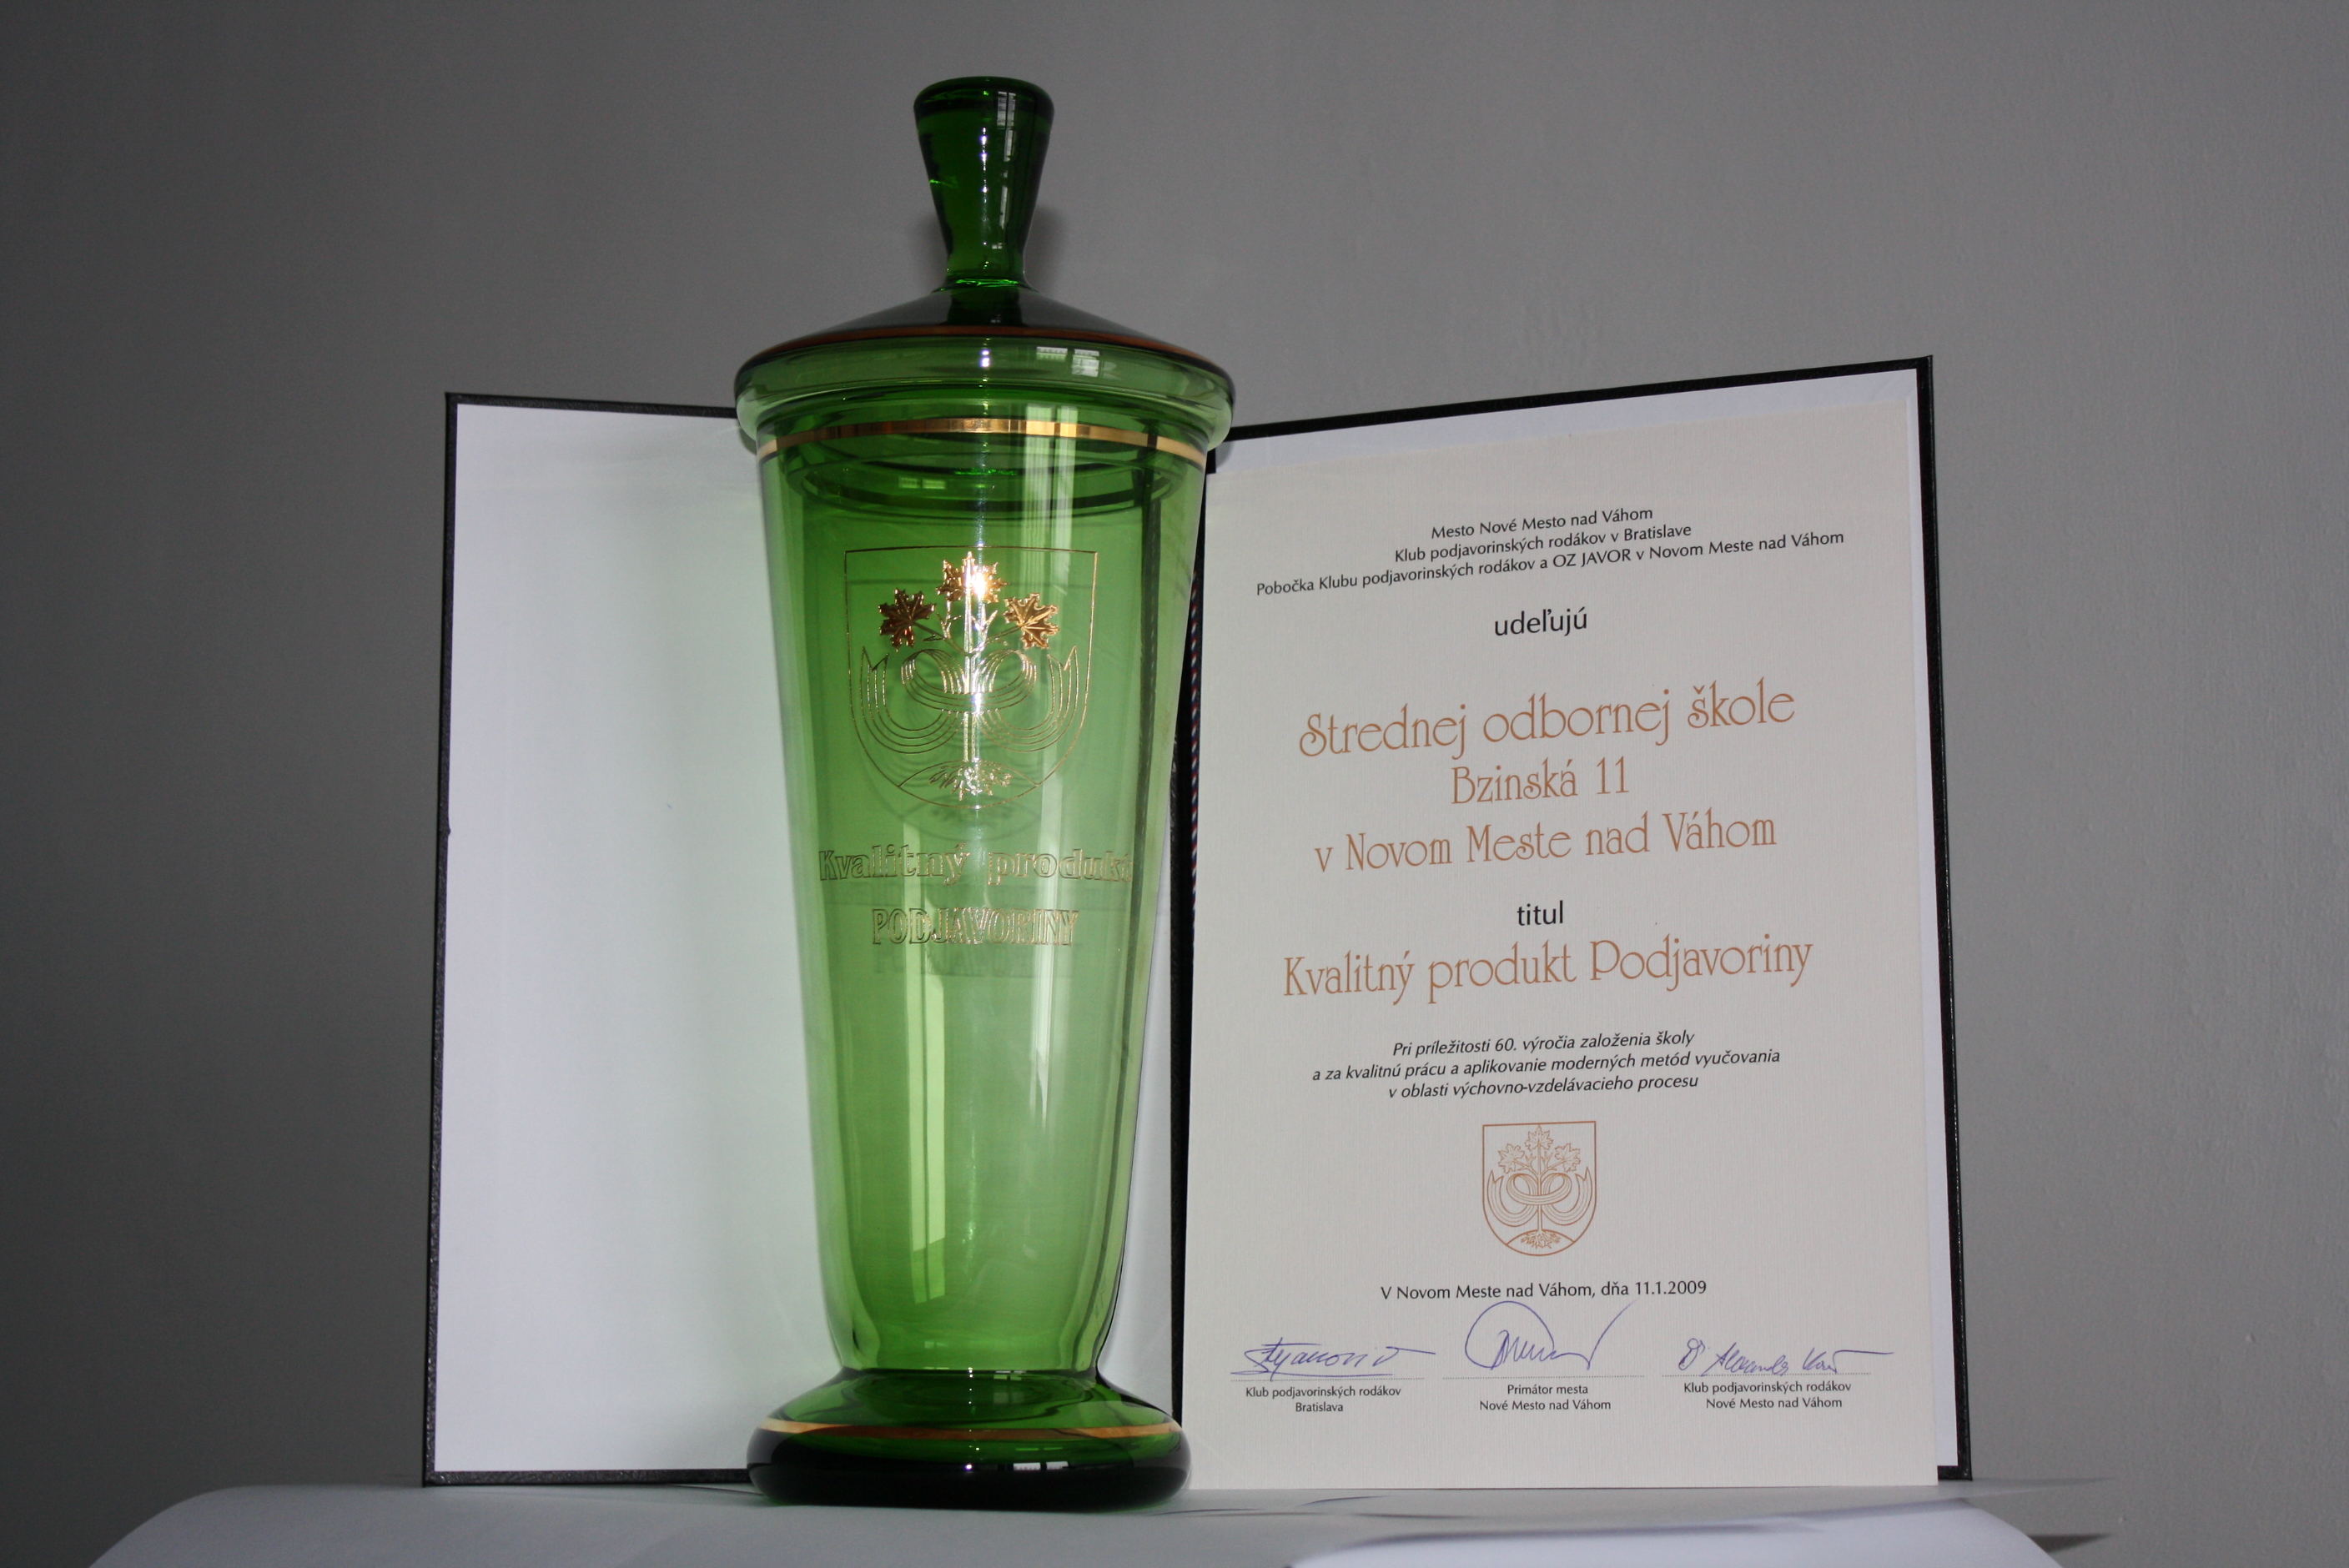 Kvalitný produkt
PODJAVORINY
Mesto Nové Mesto nad Váhom
Klub podjavorinských rodákov v Bratislave
Pobočka Klubu podjavorinských rodákov a OZ JAVOR v Novom Meste nad Váhom
udeľujú
Strednej odbornej škole
Bzinská 11
v Novom Meste nad Váhom
titul
Kvalitný produkt Podjavoriny
Pri príležitosti 60. výročia založenia školy
a za kvalitnú prácu a aplikovanie moderných metód vyučovania
v oblasti výchovno-vzdelávacieho procesu
V Novom Meste nad Váhom, dňa 11.1.2009
Klub podjavorinských rodákov
Bratislava
Primátor mesta
Nové Mesto nad Váhom
Klub podjavorinských rodákov
Nové Mesto nad Váhom